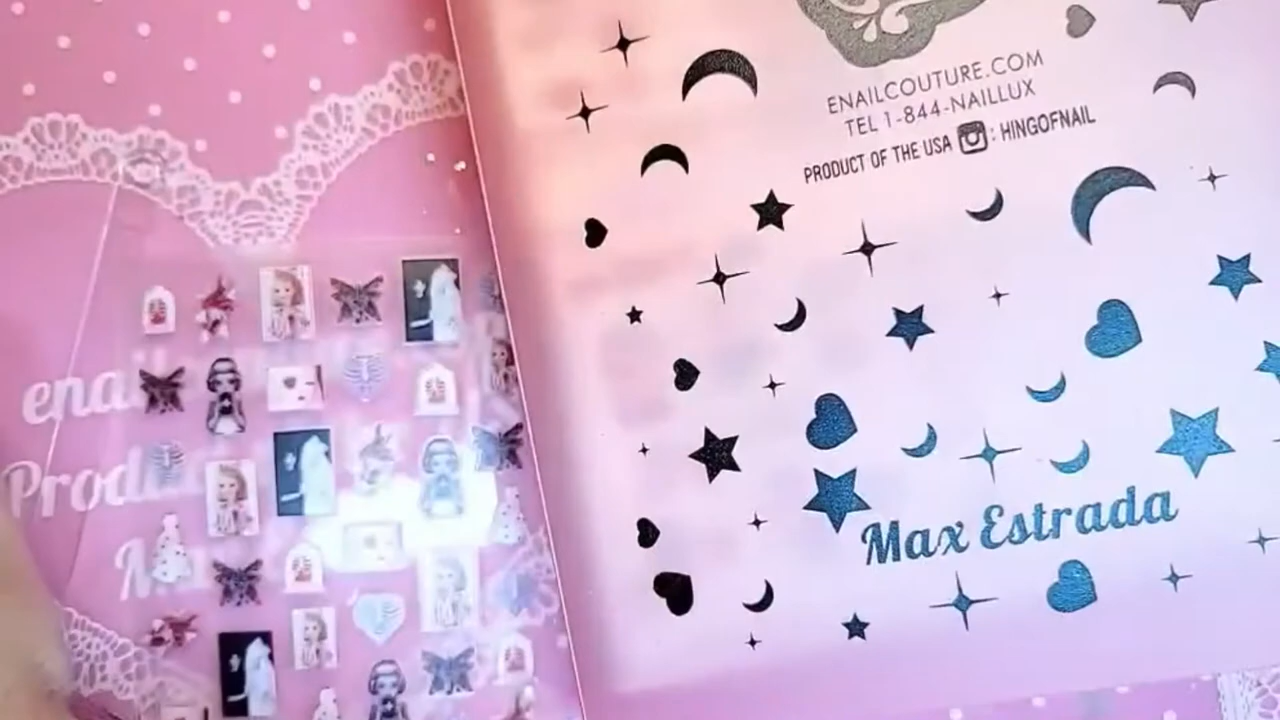 ENAILCOUTURE.COM
TEL 1-844-NAILLUX
PRODUCT OF THE USA : HINGOFNAIL
Max Estrada